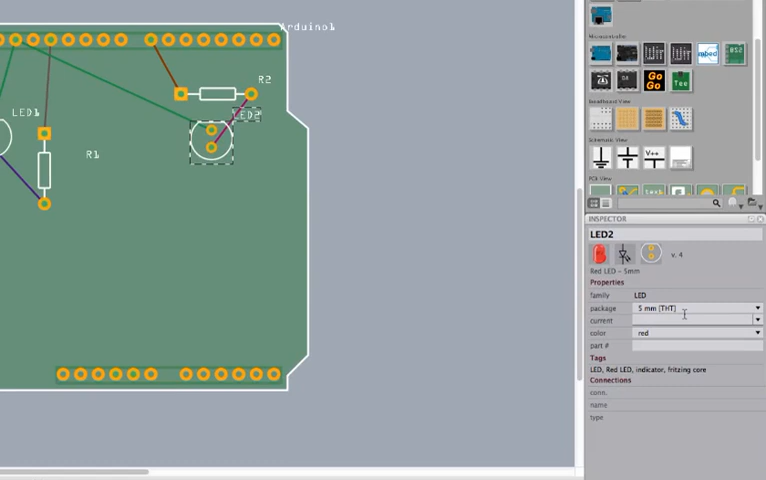 Arduino1
R2
LED1
LED2
R1
Microcontroller
mbed
Go
Go
Tee
Breadboard View
Schematic View
V++
PCB View
INSPECTOR
LED2
v. 4
Red LED - 5mm
Properties
family LED
package 5 mm [THT]
current
color red
part #
Tags
LED, Red LED, indicator, fritzing core
Connections
conn.
name
type